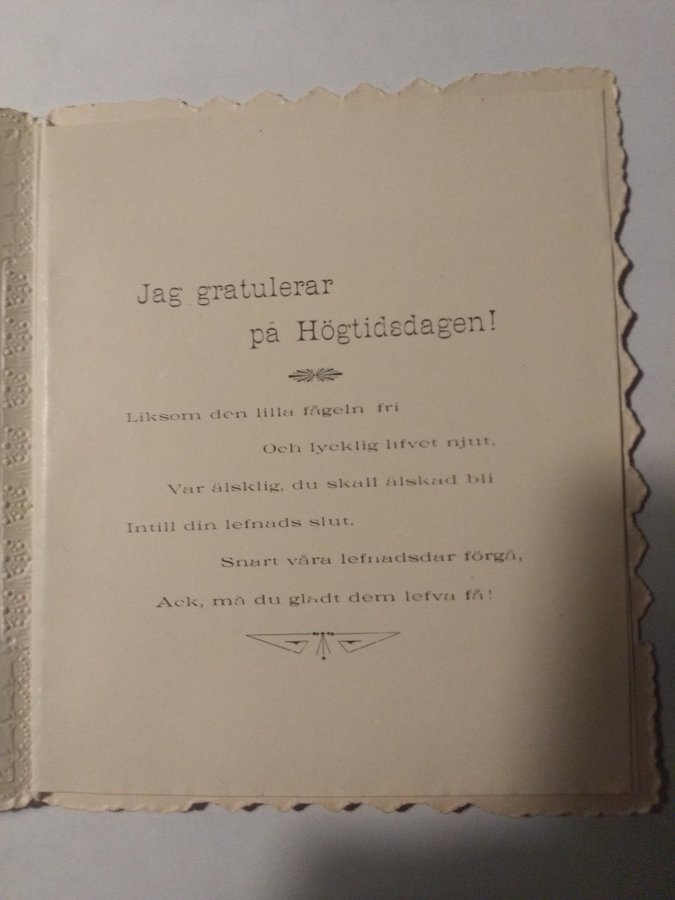 Jag gratulerar
på Högtidsdagen!
Liksom den lilla fågeln fri
Och lycklig lifvet njut,
Var älsklig, du skall älskad bli
Intill din lefnads slut.
Snart våra lefnadsdar förgå,
Ack, må du gladt dem lefva få!